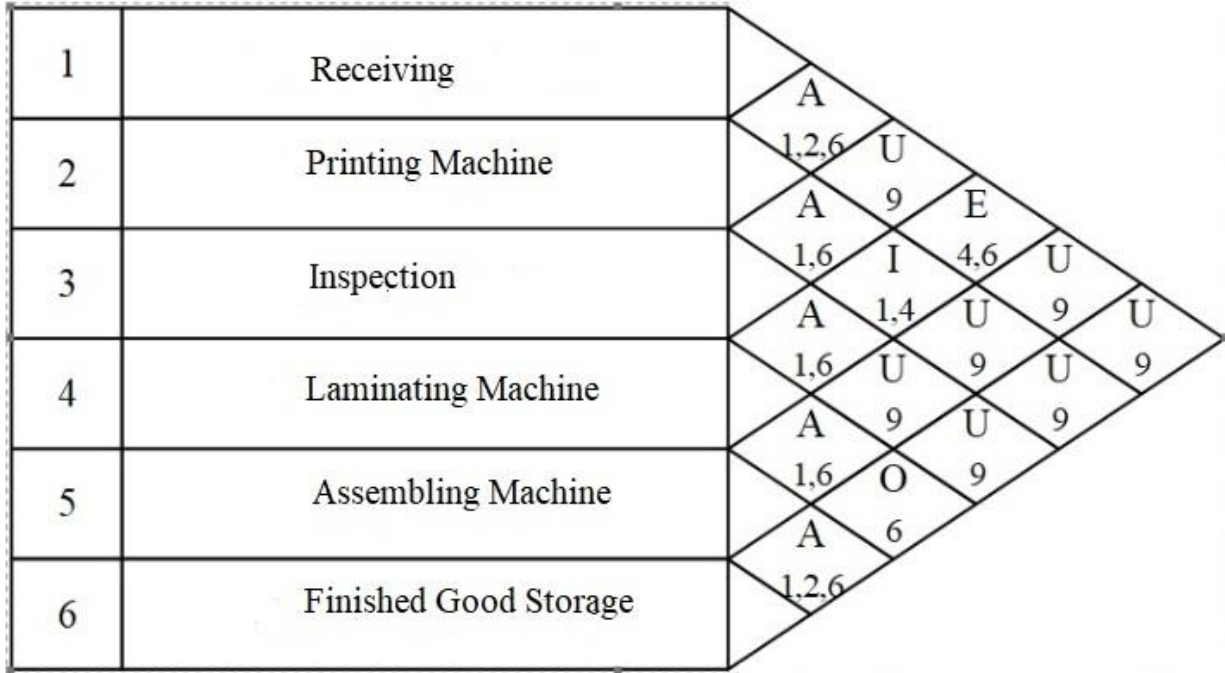 1 Receiving
A
1,2,6
U
9
2 Printing Machine
A
1,6
E
4,6
I
1,4
U
9
3 Inspection
A
1,6
U
9
U
9
U
9
U
9
4 Laminating Machine
A
1,6
U
9
O
6
5 Assembling Machine
A
1,2,6
6 Finished Good Storage